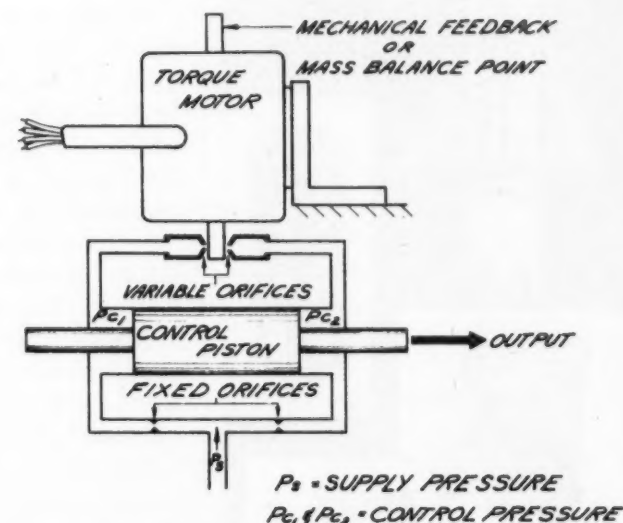 MECHANICAL FEEDBACK
OR
MASS BALANCE POINT
TORQUE
MOTOR
VARIABLE ORIFICES
PC1
PC2
CONTROL
PISTON
OUTPUT
FIXED ORIFICES
PS
PS = SUPPLY PRESSURE
PC1 & PC2 = CONTROL PRESSURE